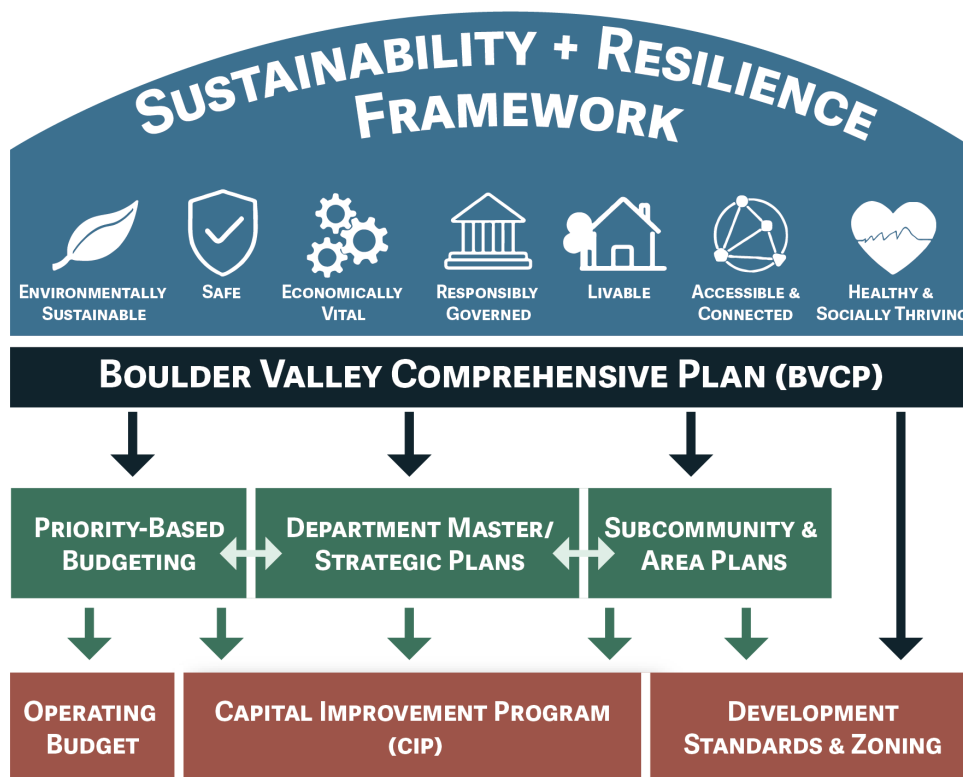 SUSTAINABILITY + RESILIENCE
FRAMEWORK
ENVIRONMENTALLY
SUSTAINABLE
SAFE
ECONOMICALLY
VITAL
RESPONSIBLY
GOVERNED
LIVABLE
ACCESSIBLE &
CONNECTED
HEALTHY &
SOCIALLY THRIVING
BOULDER VALLEY COMPREHENSIVE PLAN (BVCP)
PRIORITY-BASED
BUDGETING
DEPARTMENT MASTER/
STRATEGIC PLANS
SUBCOMMUNITY &
AREA PLANS
OPERATING
BUDGET
CAPITAL IMPROVEMENT PROGRAM
(CIP)
DEVELOPMENT
STANDARDS & ZONING